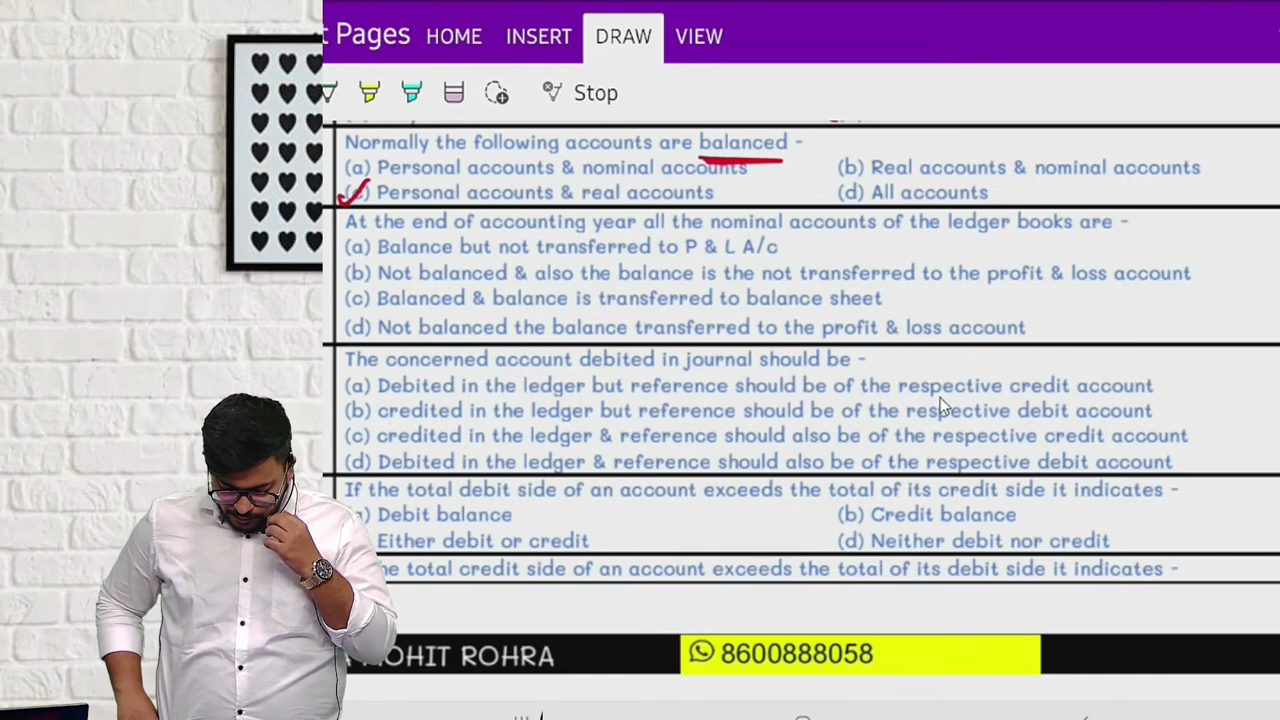 t Pages HOME INSERT DRAW VIEW
Stop
Normally the following accounts are balanced -
(a) Personal accounts & nominal accounts (b) Real accounts & nominal accounts
(c) Personal accounts & real accounts (d) All accounts
At the end of accounting year all the nominal accounts of the ledger books are -
(a) Balance but not transferred to P & L A/c
(b) Not balanced & also the balance is the not transferred to the profit & loss account
(c) Balanced & balance is transferred to balance sheet
(d) Not balanced the balance transferred to the profit & loss account
The concerned account debited in journal should be -
(a) Debited in the ledger but reference should be of the respective credit account
(b) credited in the ledger but reference should be of the respective debit account
(c) credited in the ledger & reference should also be of the respective credit account
(d) Debited in the ledger & reference should also be of the respective debit account
If the total debit side of an account exceeds the total of its credit side it indicates -
a) Debit balance (b) Credit balance
Either debit or credit (d) Neither debit nor credit
the total credit side of an account exceeds the total of its debit side it indicates -
MOHIT ROHRA 8600888058